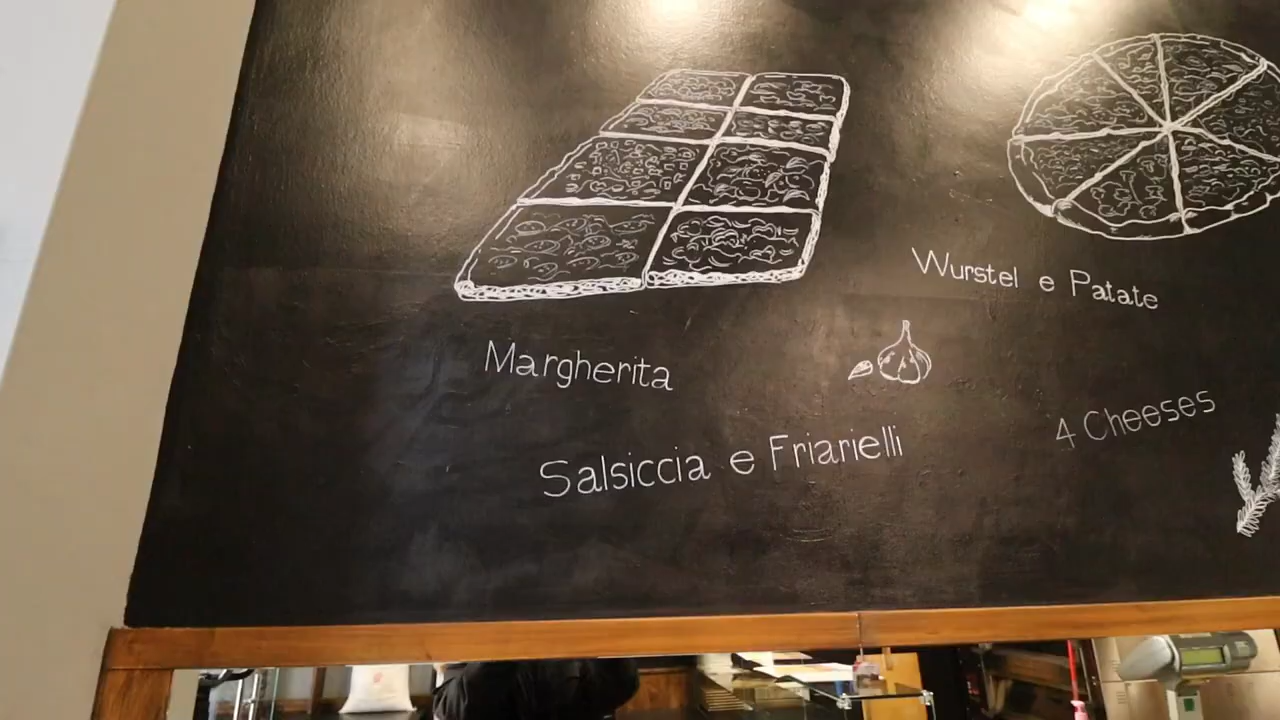 Wurstel e Patate
Margherita
4 Cheeses
Salsiccia e Friarielli